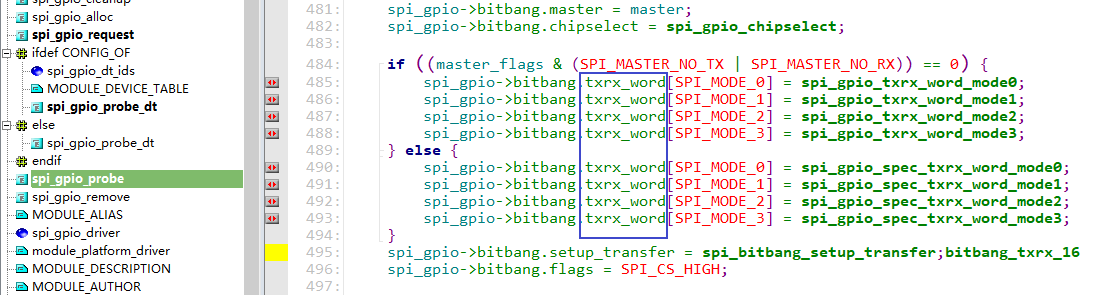 spi_gpio_cleanup
spi_gpio_alloc
spi_gpio_request
ifdef CONFIG_OF
spi_gpio_dt_ids
MODULE_DEVICE_TABLE
spi_gpio_probe_dt
else
spi_gpio_probe_dt
endif
spi_gpio_probe
spi_gpio_remove
MODULE_ALIAS
spi_gpio_driver
module_platform_driver
MODULE_DESCRIPTION
MODULE_AUTHOR
481: spi_gpio->bitbang.master = master;
482: spi_gpio->bitbang.chipselect = spi_gpio_chipselect;
483:
484: if ((master_flags & (SPI_MASTER_NO_TX | SPI_MASTER_NO_RX)) == 0) {
485: spi_gpio->bitbang.txrx_word[SPI_MODE_0] = spi_gpio_txrx_word_mode0;
486: spi_gpio->bitbang.txrx_word[SPI_MODE_1] = spi_gpio_txrx_word_mode1;
487: spi_gpio->bitbang.txrx_word[SPI_MODE_2] = spi_gpio_txrx_word_mode2;
488: spi_gpio->bitbang.txrx_word[SPI_MODE_3] = spi_gpio_txrx_word_mode3;
489: } else {
490: spi_gpio->bitbang.txrx_word[SPI_MODE_0] = spi_gpio_spec_txrx_word_mode0;
491: spi_gpio->bitbang.txrx_word[SPI_MODE_1] = spi_gpio_spec_txrx_word_mode1;
492: spi_gpio->bitbang.txrx_word[SPI_MODE_2] = spi_gpio_spec_txrx_word_mode2;
493: spi_gpio->bitbang.txrx_word[SPI_MODE_3] = spi_gpio_spec_txrx_word_mode3;
494: }
495: spi_gpio->bitbang.setup_transfer = spi_bitbang_setup_transfer;bitbang_txrx_16
496: spi_gpio->bitbang.flags = SPI_CS_HIGH;
497: